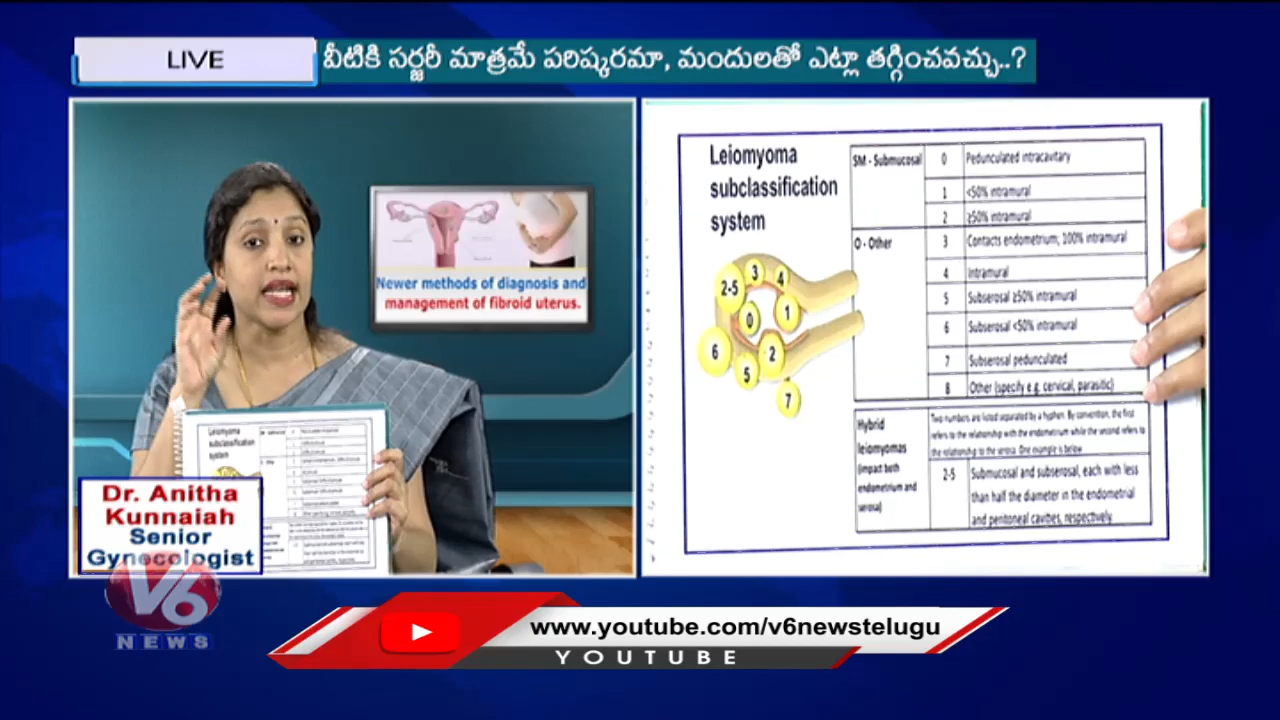 LIVE
వీటికి సర్జరీ మాత్రమే పరిష్కరమా, మందులతో ఎట్లా తగ్గించవచ్చు..?
Newer methods of diagnosis and
management of fibroid uterus.
Leiomyoma
subclassification
system
Dr. Anitha
Kunnaiah
Senior
Gynecologist
V6
NEWS
Leiomyoma
subclassification
system
SM - Submucosal
0 Pedunculated intracavitary
1 <50% intramural
2 ≥50% intramural
O - Other
3 Contacts endometrium; 100% intramural
4 Intramural
5 Subserosal ≥50% intramural
6 Subserosal <50% intramural
7 Subserosal pedunculated
8 Other (specify e.g. cervical, parasitic)
2-5
3
4
0
1
6
2
5
7
Hybrid
leiomyomas
(impact both
endometrium and
serosa)
Two numbers are listed separated by a hyphen. By convention, the first
refers to the relationship with the endometrium while the second refers to
the relationship to the serosa. One example is below
2-5 Submucosal and subserosal, each with less
than half the diameter in the endometrial
and peritoneal cavities, respectively
www.youtube.com/v6newstelugu
YOUTUBE